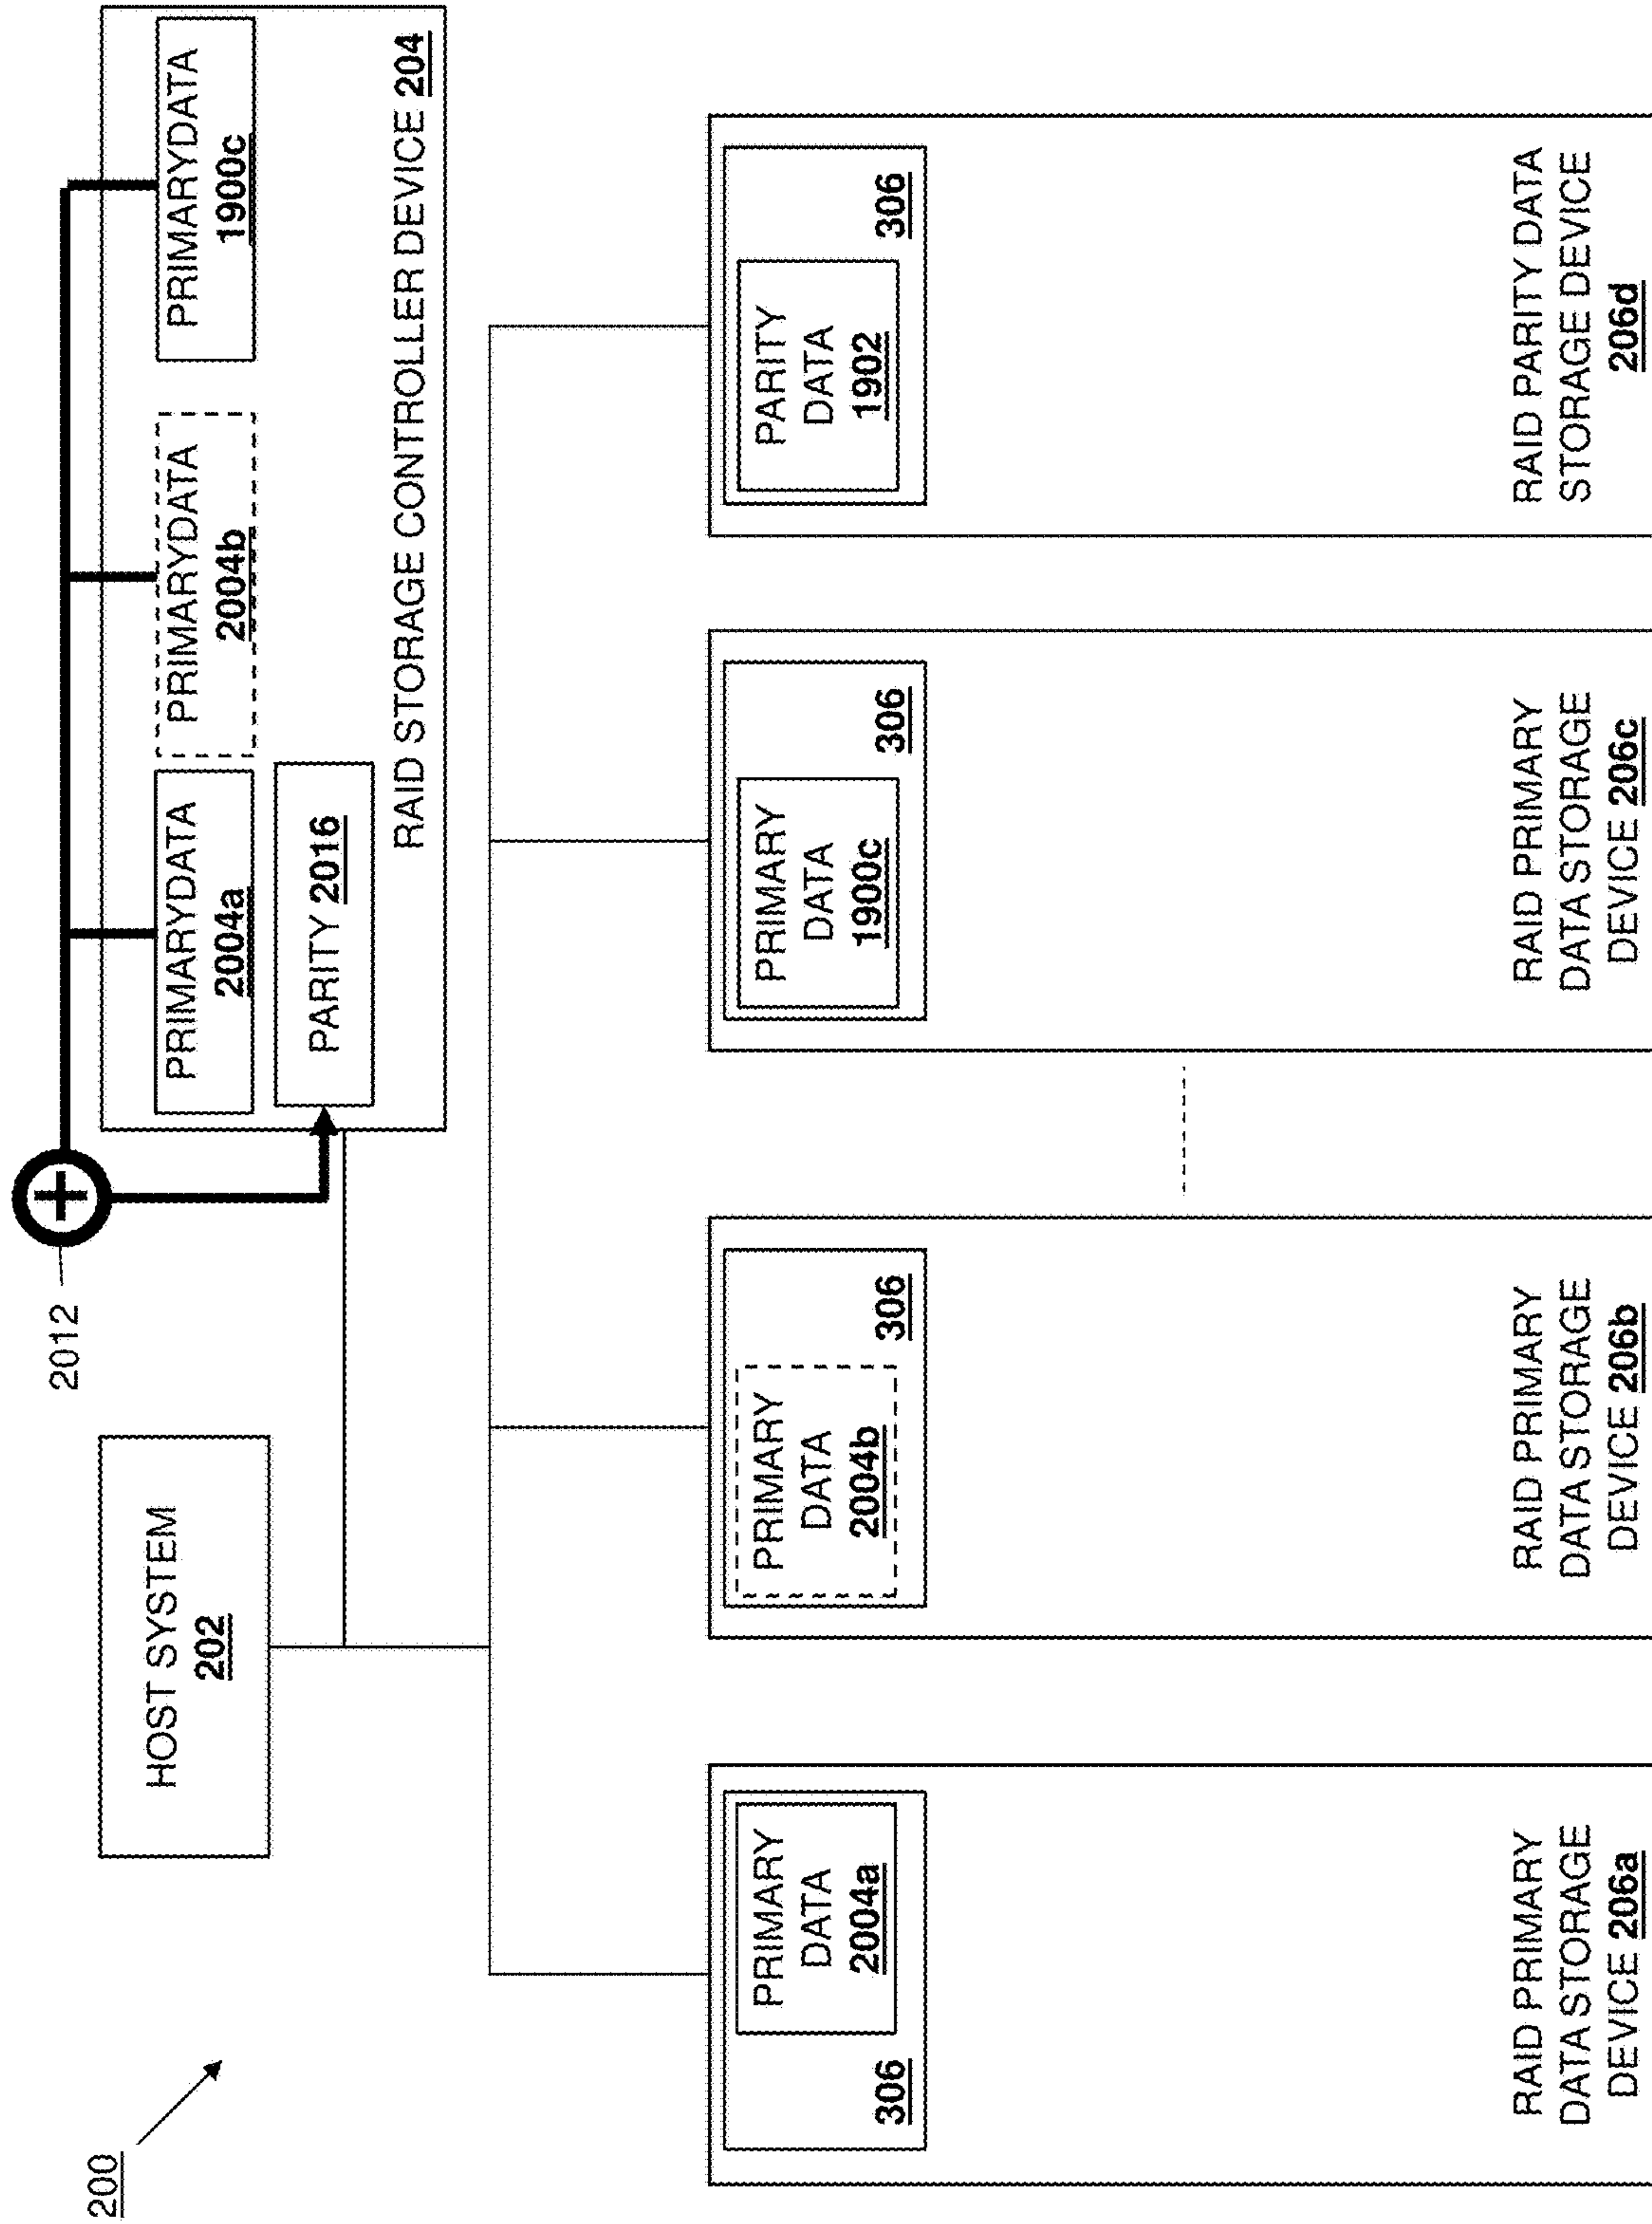 200
HOST SYSTEM
202
2012
PRIMARYDATA
2004a
PRIMARYDATA
2004b
PRIMARYDATA
1900c
PARITY 2016
RAID STORAGE CONTROLLER DEVICE 204
306
PRIMARY
DATA
2004a
RAID PRIMARY
DATA STORAGE
DEVICE 206a
PRIMARY
DATA
2004b
306
RAID PRIMARY
DATA STORAGE
DEVICE 206b
PRIMARY
DATA
1900c
306
RAID PRIMARY
DATA STORAGE
DEVICE 206c
PARITY
DATA
1902
306
RAID PARITY DATA
STORAGE DEVICE
206d